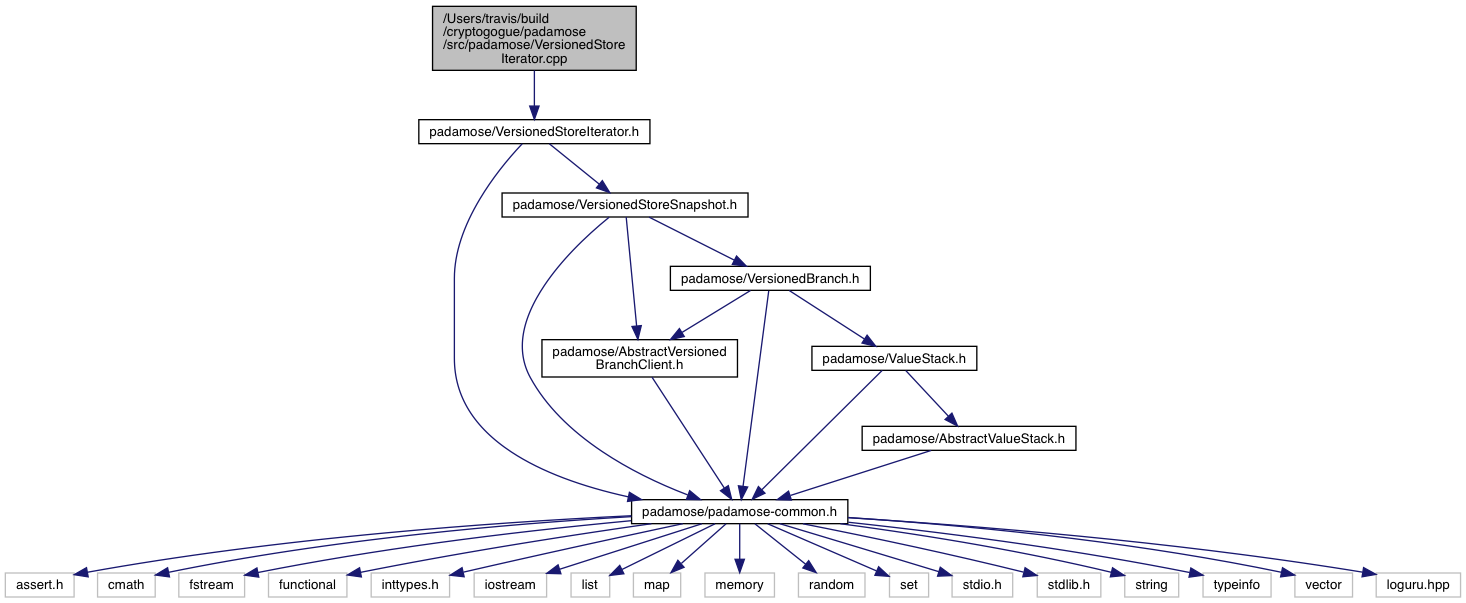 /Users/travis/build
/cryptogogue/padamose
/src/padamose/VersionedStore
Iterator.cpp
padamose/VersionedStoreIterator.h
padamose/VersionedStoreSnapshot.h
padamose/VersionedBranch.h
padamose/AbstractVersioned
BranchClient.h
padamose/ValueStack.h
padamose/AbstractValueStack.h
padamose/padamose-common.h
assert.h
cmath
fstream
functional
inttypes.h
iostream
list
map
memory
random
set
stdio.h
stdlib.h
string
typeinfo
vector
loguru.hpp